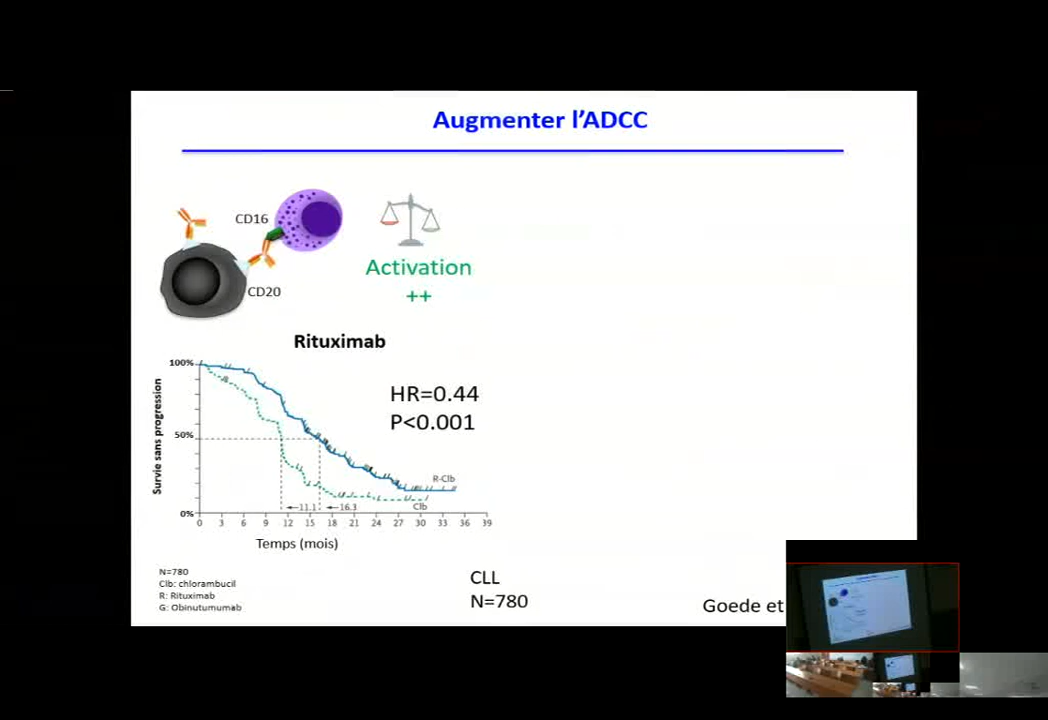 Augmenter l'ADCC
CD16
CD20
Activation
++
Rituximab
100%
50%
0%
Survie sans progression
HR=0.44
P<0.001
R-Clb
Clb
11.1
16.3
0 3 6 9 12 15 18 21 24 27 30 33 36 39
Temps (mois)
N=780
Clb: chlorambucil
R: Rituximab
G: Obinutumumab
CLL
N=780
Goede et